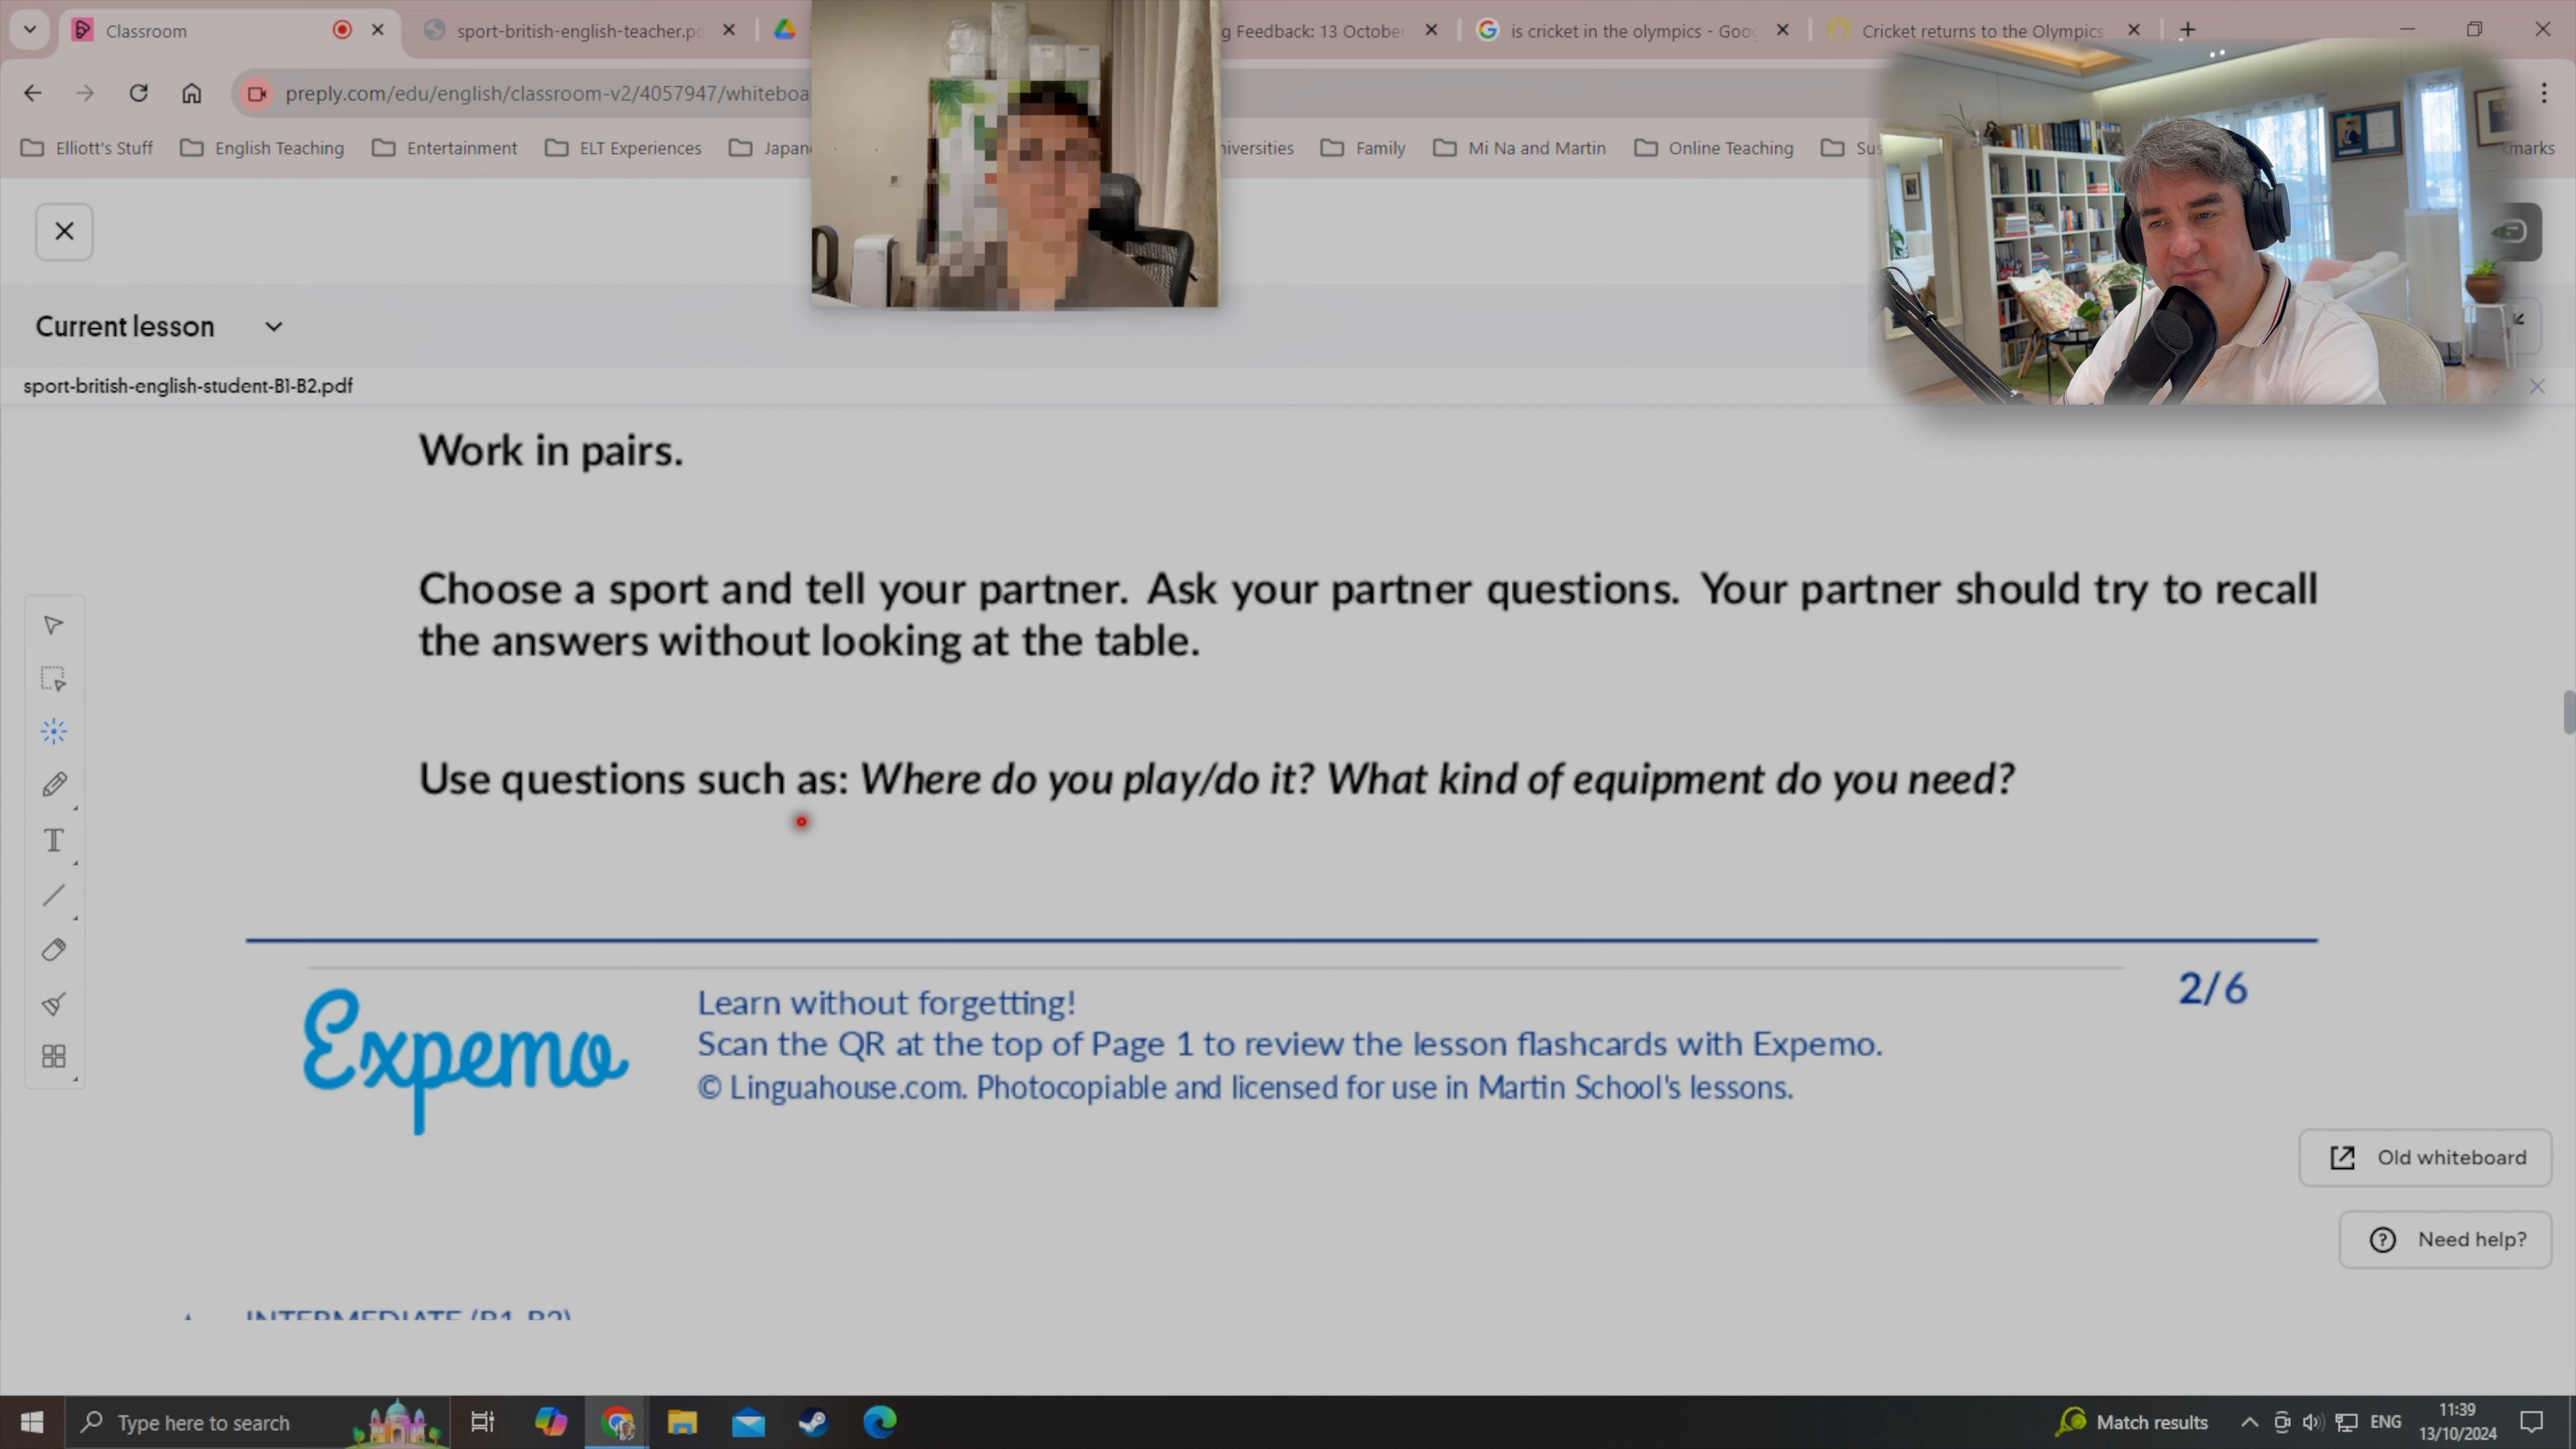 Classroom
sport-british-english-teacher.pc
g Feedback: 13 October
is cricket in the olympics - Goo
Cricket returns to the Olympics
preply.com/edu/english/classroom-v2/4057947/whiteboa
Elliott's Stuff
English Teaching
Entertainment
ELT Experiences
Family
Mi Na and Martin
Online Teaching
Current lesson
sport-british-english-student-B1-B2.pdf
Work in pairs.
Choose a sport and tell your partner. Ask your partner questions. Your partner should try to recall
the answers without looking at the table.
Use questions such as: Where do you play/do it? What kind of equipment do you need?
2/6
Expemo
Learn without forgetting!
Scan the QR at the top of Page 1 to review the lesson flashcards with Expemo.
© Linguahouse.com. Photocopiable and licensed for use in Martin School's lessons.
Old whiteboard
Need help?
INTERMEDIATE (B1-B2)
Type here to search
Match results
ENG
11:39
13/10/2024